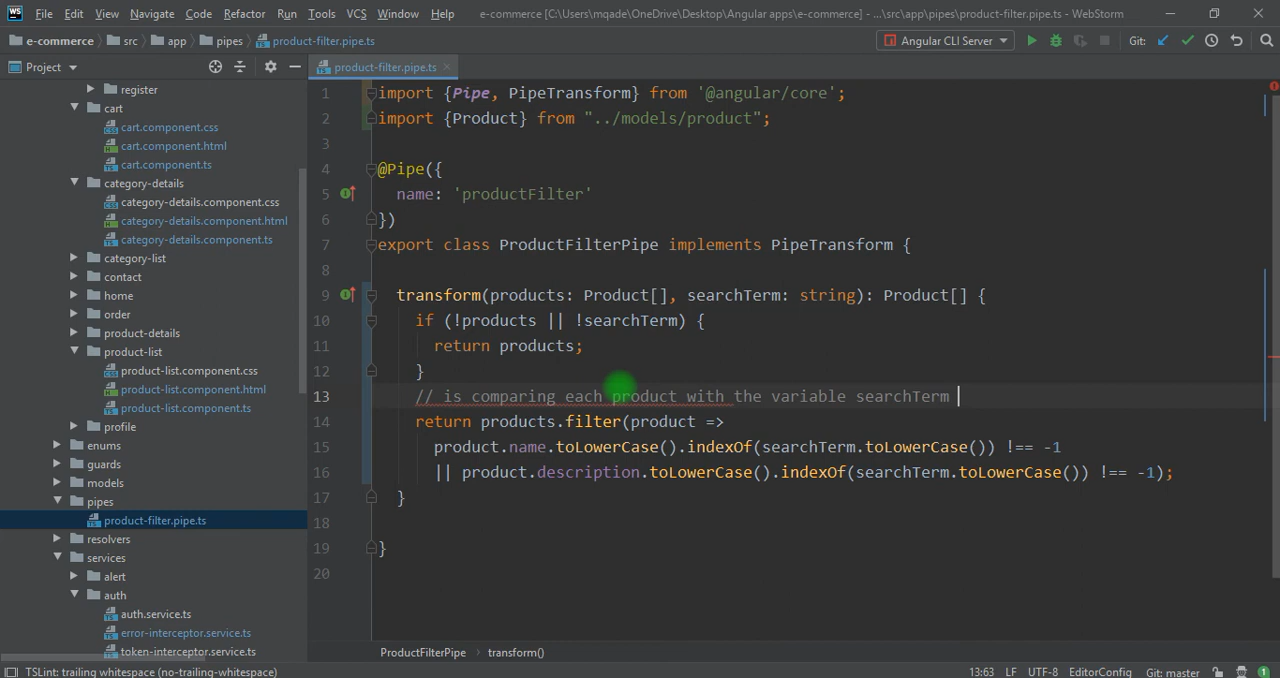 WS File Edit View Navigate Code Refactor Run Tools VCS Window Help e-commerce [C:\Users\mqade\OneDrive\Desktop\Angular apps\e-commerce] - ...\src\app\pipes\product-filter.pipe.ts - WebStorm
e-commerce src app pipes product-filter.pipe.ts Angular CLI Server Git:
Project product-filter.pipe.ts
register
cart
cart.component.css
cart.component.html
cart.component.ts
category-details
category-details.component.css
category-details.component.html
category-details.component.ts
category-list
contact
home
order
product-details
product-list
product-list.component.css
product-list.component.html
product-list.component.ts
profile
enums
guards
models
pipes
product-filter.pipe.ts
resolvers
services
alert
auth
auth.service.ts
error-interceptor.service.ts
token-interceptor.service.ts
1 import {Pipe, PipeTransform} from '@angular/core';
2 import {Product} from "../models/product";
3
4 @Pipe({
5 name: 'productFilter'
6 })
7 export class ProductFilterPipe implements PipeTransform {
8
9 transform(products: Product[], searchTerm: string): Product[] {
10 if (!products || !searchTerm) {
11 return products;
12 }
13 // is comparing each product with the variable searchTerm
14 return products.filter(product =>
15 product.name.toLowerCase().indexOf(searchTerm.toLowerCase()) !== -1
16 || product.description.toLowerCase().indexOf(searchTerm.toLowerCase()) !== -1);
17 }
18
19 }
20
ProductFilterPipe transform()
TSLint: trailing whitespace (no-trailing-whitespace) 13:63 LF UTF-8 EditorConfig Git: master 1